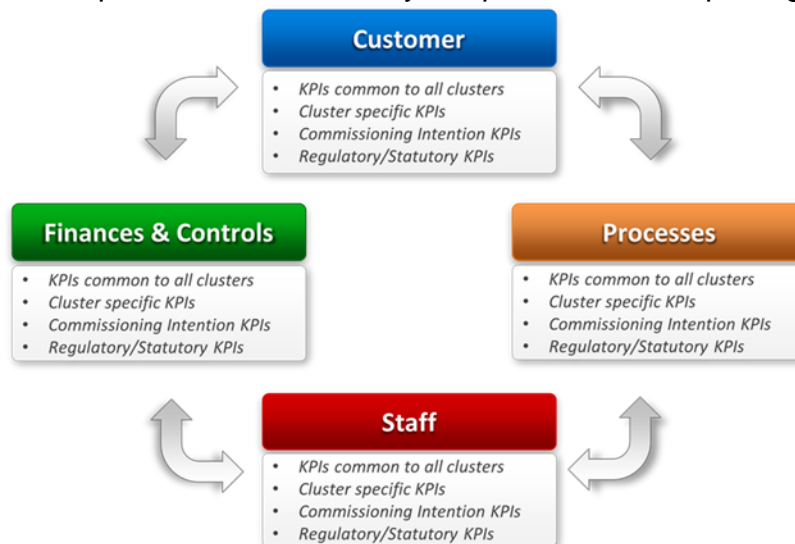 Customer
• KPIs common to all clusters
• Cluster specific KPIs
• Commissioning Intention KPIs
• Regulatory/Statutory KPIs
Finances & Controls
• KPIs common to all clusters
• Cluster specific KPIs
• Commissioning Intention KPIs
• Regulatory/Statutory KPIs
Processes
• KPIs common to all clusters
• Cluster specific KPIs
• Commissioning Intention KPIs
• Regulatory/Statutory KPIs
Staff
• KPIs common to all clusters
• Cluster specific KPIs
• Commissioning Intention KPIs
• Regulatory/Statutory KPIs